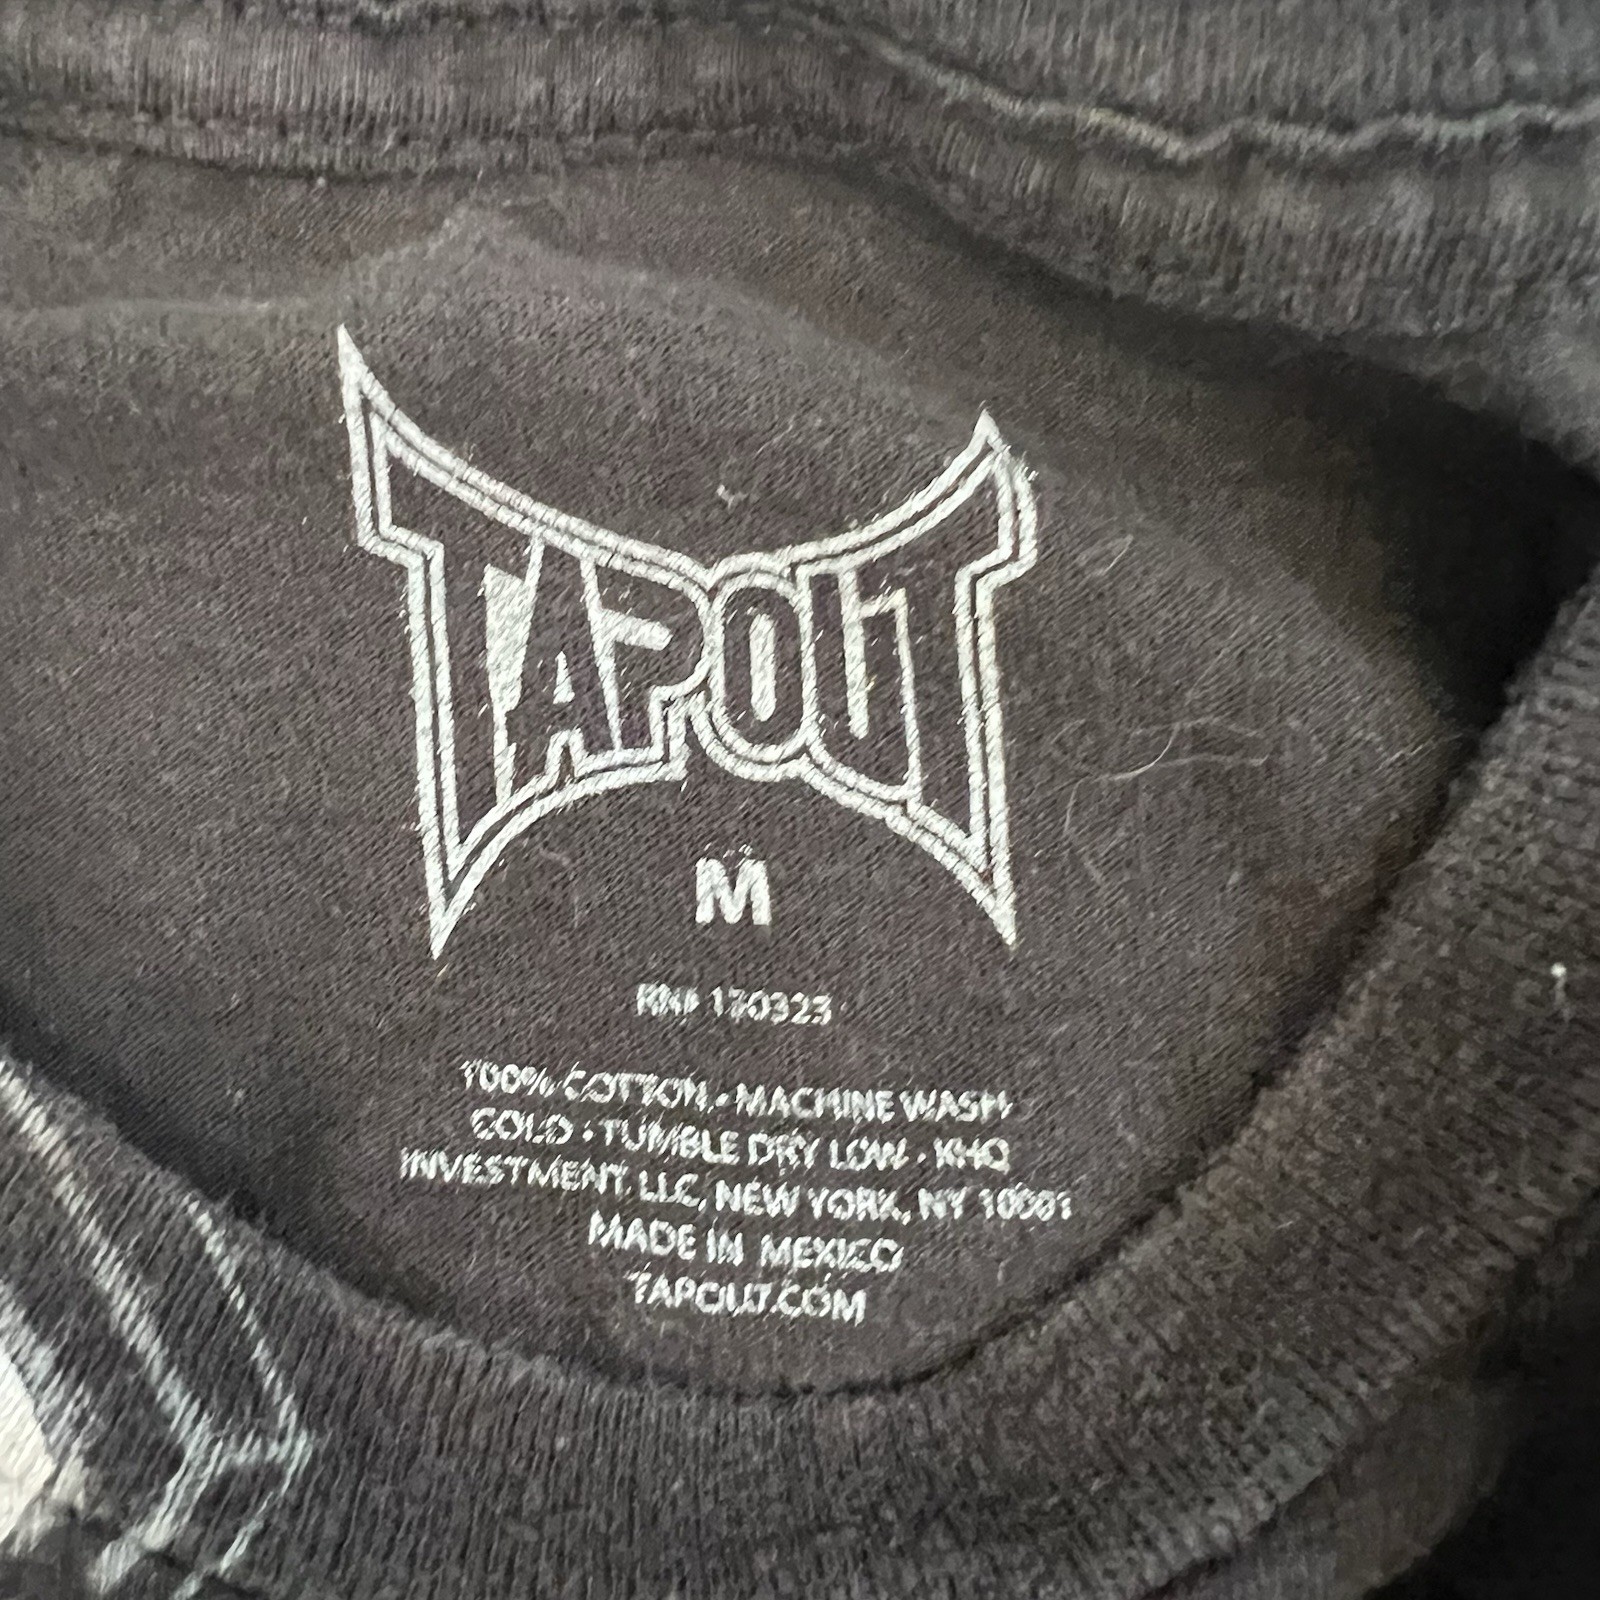 TAPOUT
M
RN# 130323
100% COTTON • MACHINE WASH
COLD • TUMBLE DRY LOW • KHQ
INVESTMENT, LLC, NEW YORK, NY 10001
MADE IN MEXICO
TAPOUT.COM